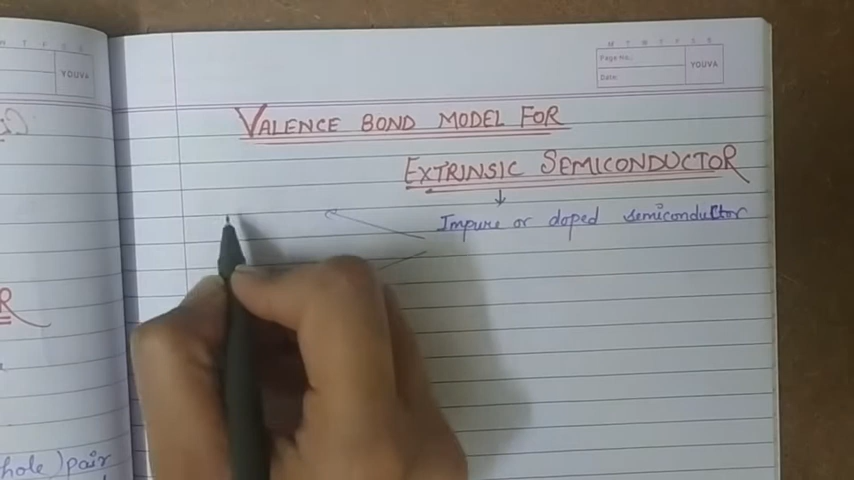 M T W T F S S
YOUVA
Page No.:
Date:
YOUVA
VALENCE BOND MODEL FOR
EXTRINSIC SEMICONDUCTOR
Impure or doped semiconductor
R
hole) pair